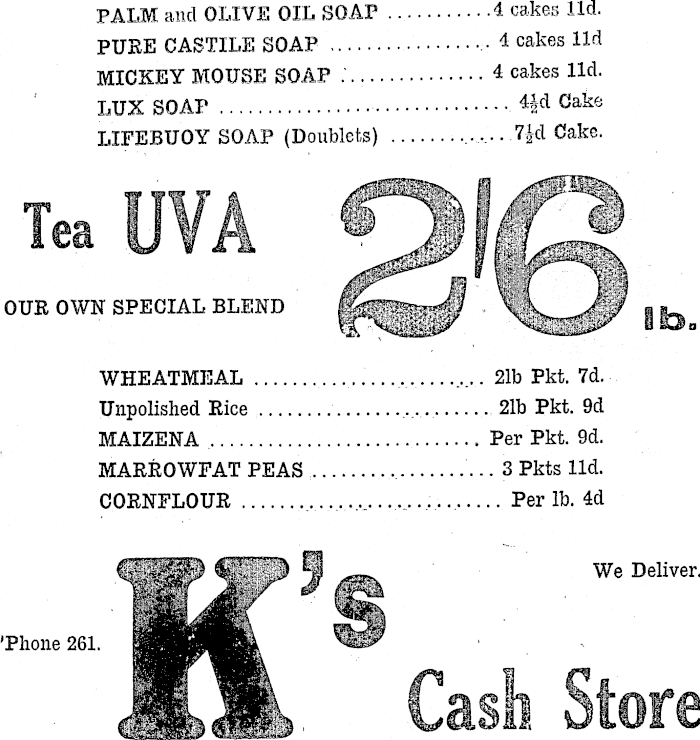 PALM and OLIVE OIL SOAP ........... 4 cakes 11d.
PURE CASTILE SOAP ................ 4 cakes 11d
MICKEY MOUSE SOAP ............... 4 cakes 11d.
LUX SOAP ............................ 4½d Cake
LIFEBUOY SOAP (Doublets) ............ 7½d Cake.
Tea UVA 2/6 lb.
OUR OWN SPECIAL BLEND
WHEATMEAL ........................ 2lb Pkt. 7d.
Unpolished Rice ........................ 2lb Pkt. 9d
MAIZENA ............................ Per Pkt. 9d.
MARROWFAT PEAS ................... 3 Pkts 11d.
CORNFLOUR .......................... Per lb. 4d
We Deliver.
'Phone 261.
K's
Cash Store